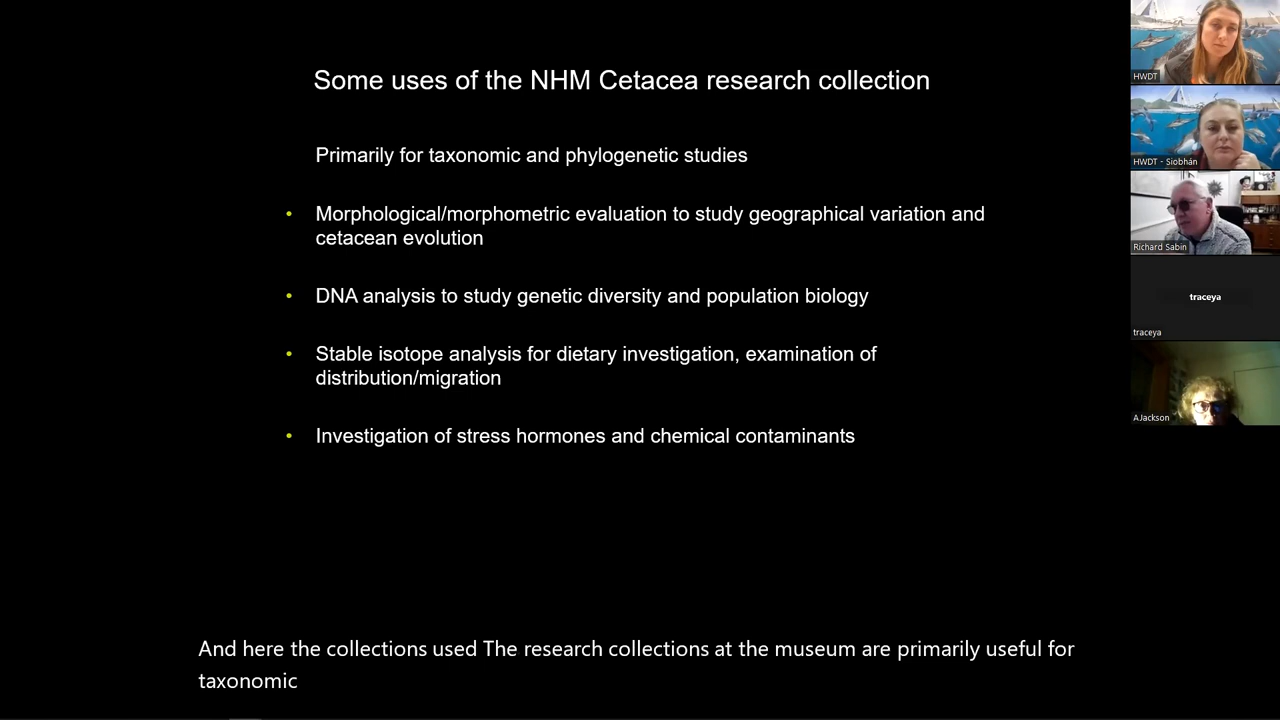 Some uses of the NHM Cetacea research collection
Primarily for taxonomic and phylogenetic studies
• Morphological/morphometric evaluation to study geographical variation and
cetacean evolution
• DNA analysis to study genetic diversity and population biology
• Stable isotope analysis for dietary investigation, examination of
distribution/migration
• Investigation of stress hormones and chemical contaminants
And here the collections used The research collections at the museum are primarily useful for
taxonomic
HWDT
HWDT - Siobhán
Richard Sabin
traceya
traceya
AJackson